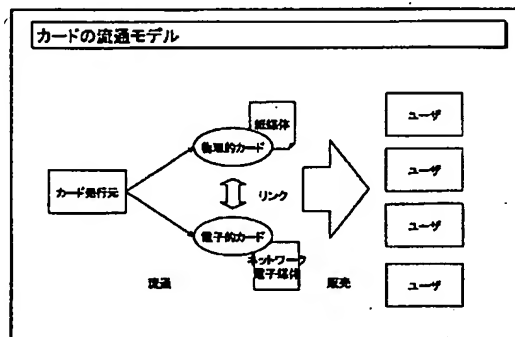 カードの流通モデル
紙媒体
物理的カード
カード発行元
リンク
電子的カード
ネットワーク
電子媒体
流通
販売
ユーザ
ユーザ
ユーザ
ユーザ